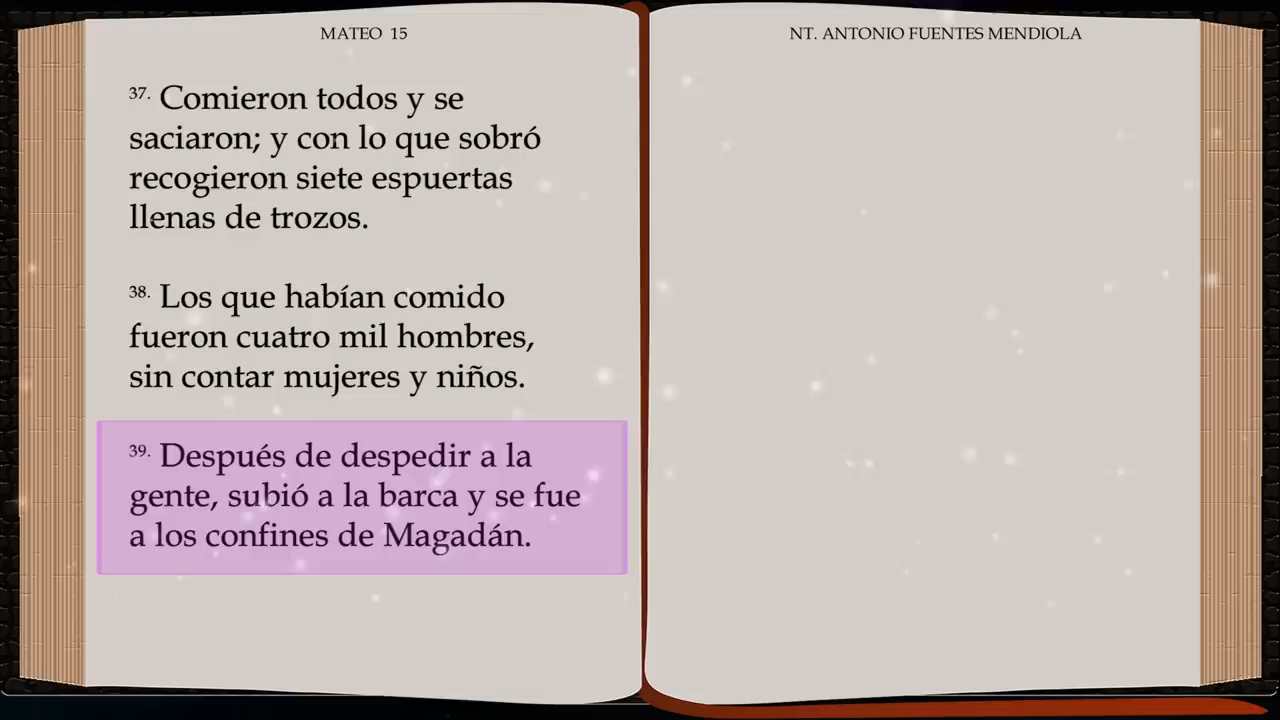 MATEO 15
NT. ANTONIO FUENTES MENDIOLA
37. Comieron todos y se
saciaron; y con lo que sobró
recogieron siete espuertas
llenas de trozos.
38. Los que habían comido
fueron cuatro mil hombres,
sin contar mujeres y niños.
39. Después de despedir a la
gente, subió a la barca y se fue
a los confines de Magadán.